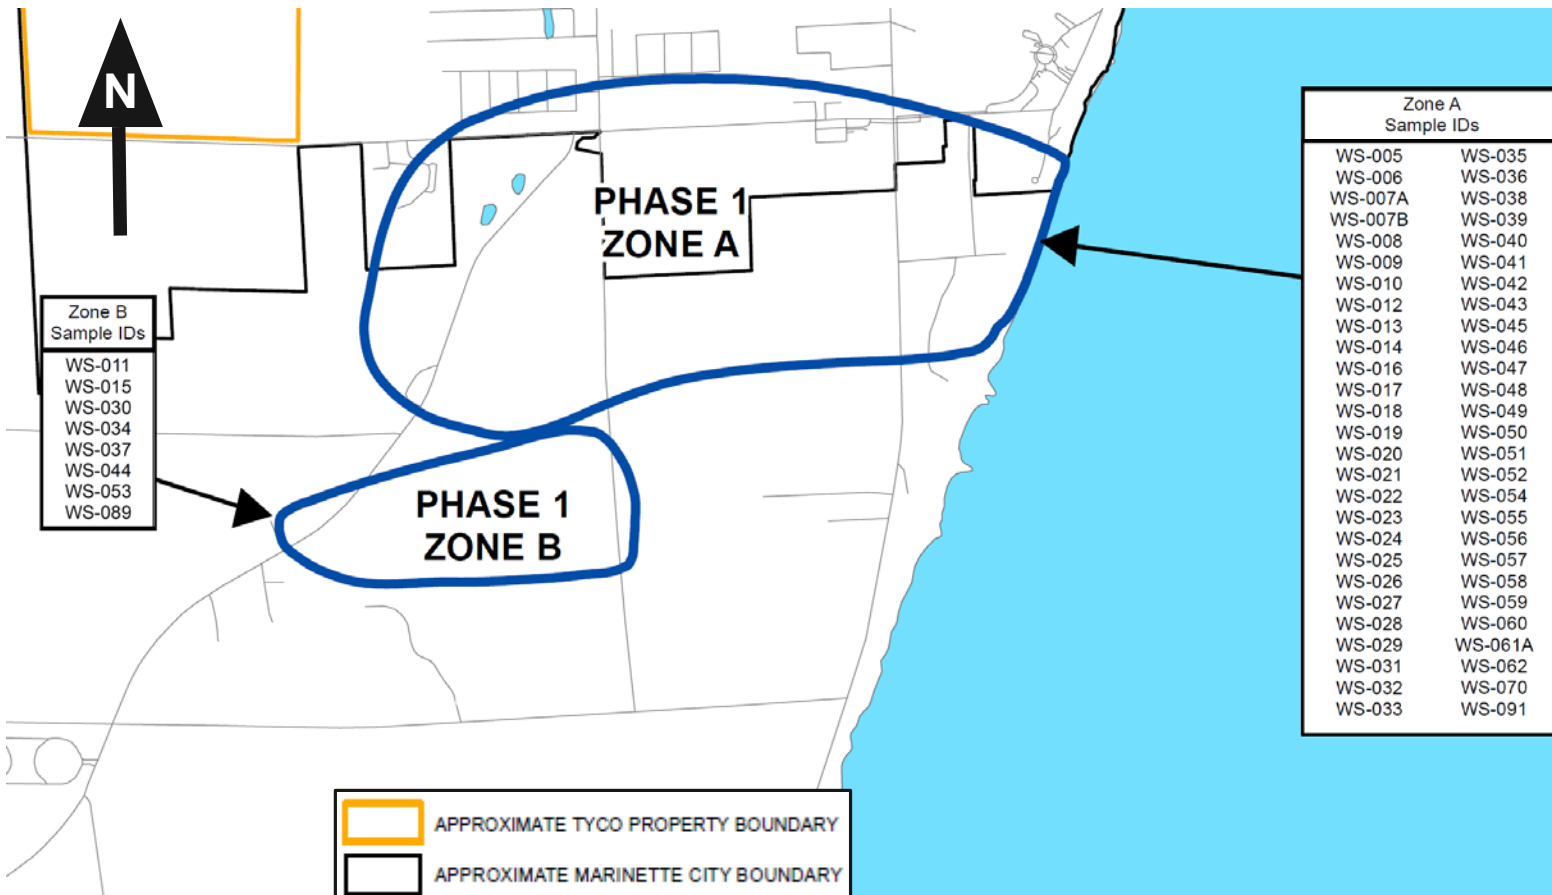 N
PHASE 1
ZONE A
PHASE 1
ZONE B
Zone B
Sample IDs
WS-011
WS-015
WS-030
WS-034
WS-037
WS-044
WS-053
WS-089
Zone A
Sample IDs
WS-005 WS-035
WS-006 WS-036
WS-007A WS-038
WS-007B WS-039
WS-008 WS-040
WS-009 WS-041
WS-010 WS-042
WS-012 WS-043
WS-013 WS-045
WS-014 WS-046
WS-016 WS-047
WS-017 WS-048
WS-018 WS-049
WS-019 WS-050
WS-020 WS-051
WS-021 WS-052
WS-022 WS-054
WS-023 WS-055
WS-024 WS-056
WS-025 WS-057
WS-026 WS-058
WS-027 WS-059
WS-028 WS-060
WS-029 WS-061A
WS-031 WS-062
WS-032 WS-070
WS-033 WS-091
APPROXIMATE TYCO PROPERTY BOUNDARY
APPROXIMATE MARINETTE CITY BOUNDARY